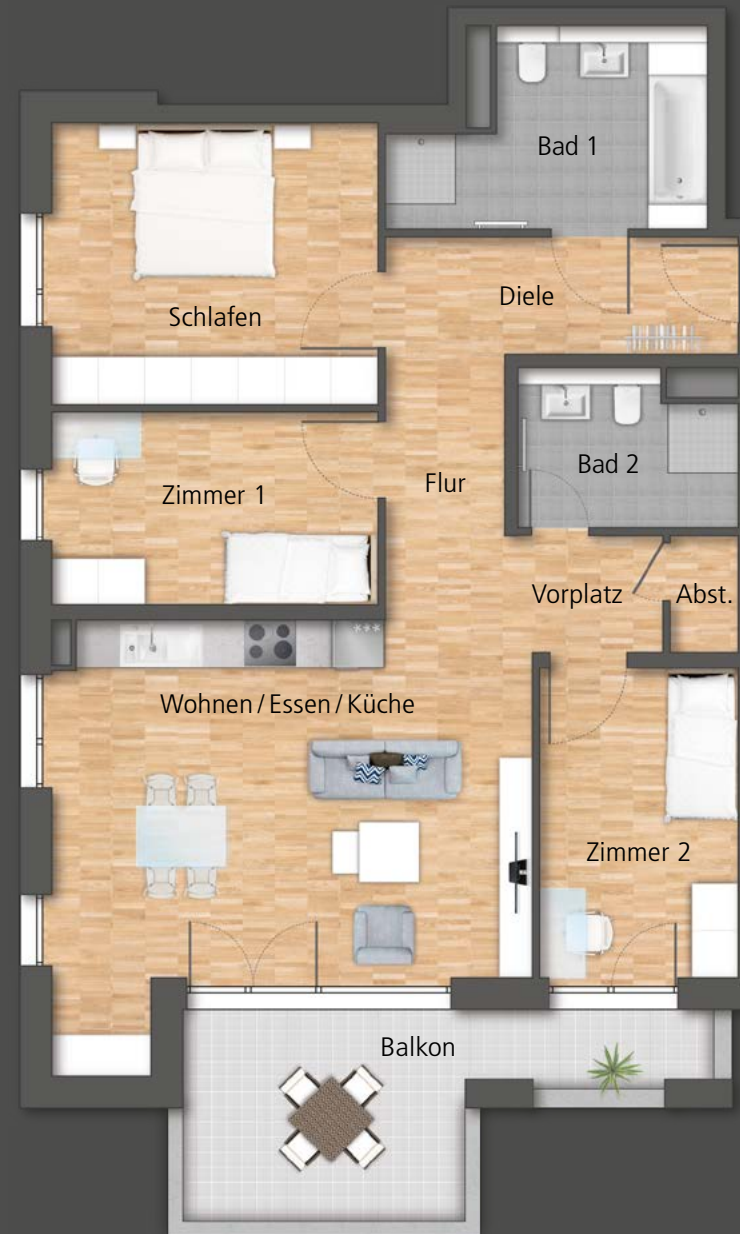 Bad 1
Diele
Schlafen
Bad 2
Flur
Zimmer 1
Vorplatz
Abst.
Wohnen / Essen / Küche
Zimmer 2
Balkon